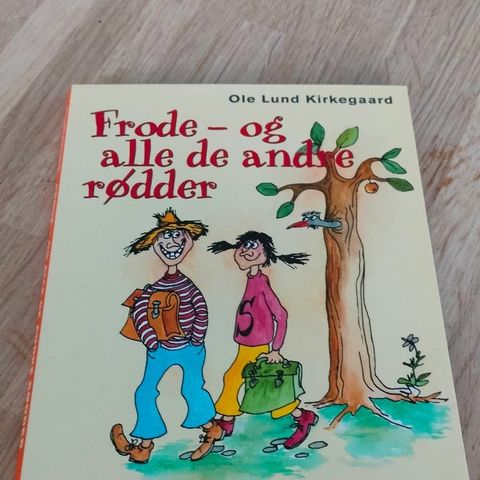 Ole Lund Kirkegaard
Frode – og
alle de andre
rødder
S